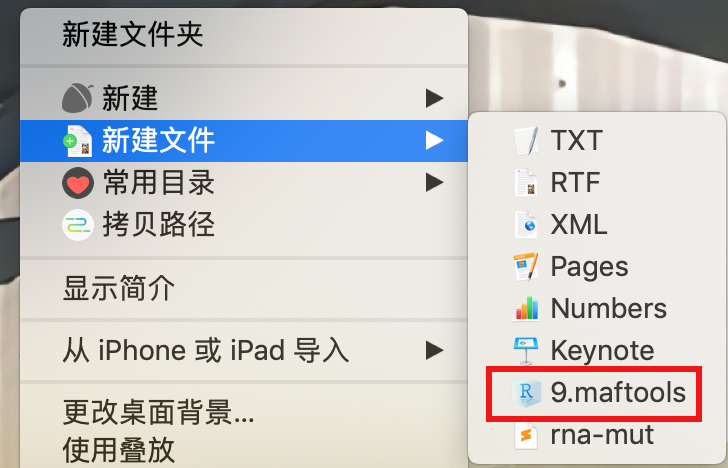 新建文件夹
新建
新建文件
常用目录
拷贝路径
显示简介
从 iPhone 或 iPad 导入
更改桌面背景...
使用叠放
TXT
RTF
XML
Pages
Numbers
Keynote
9.maftools
rna-mut